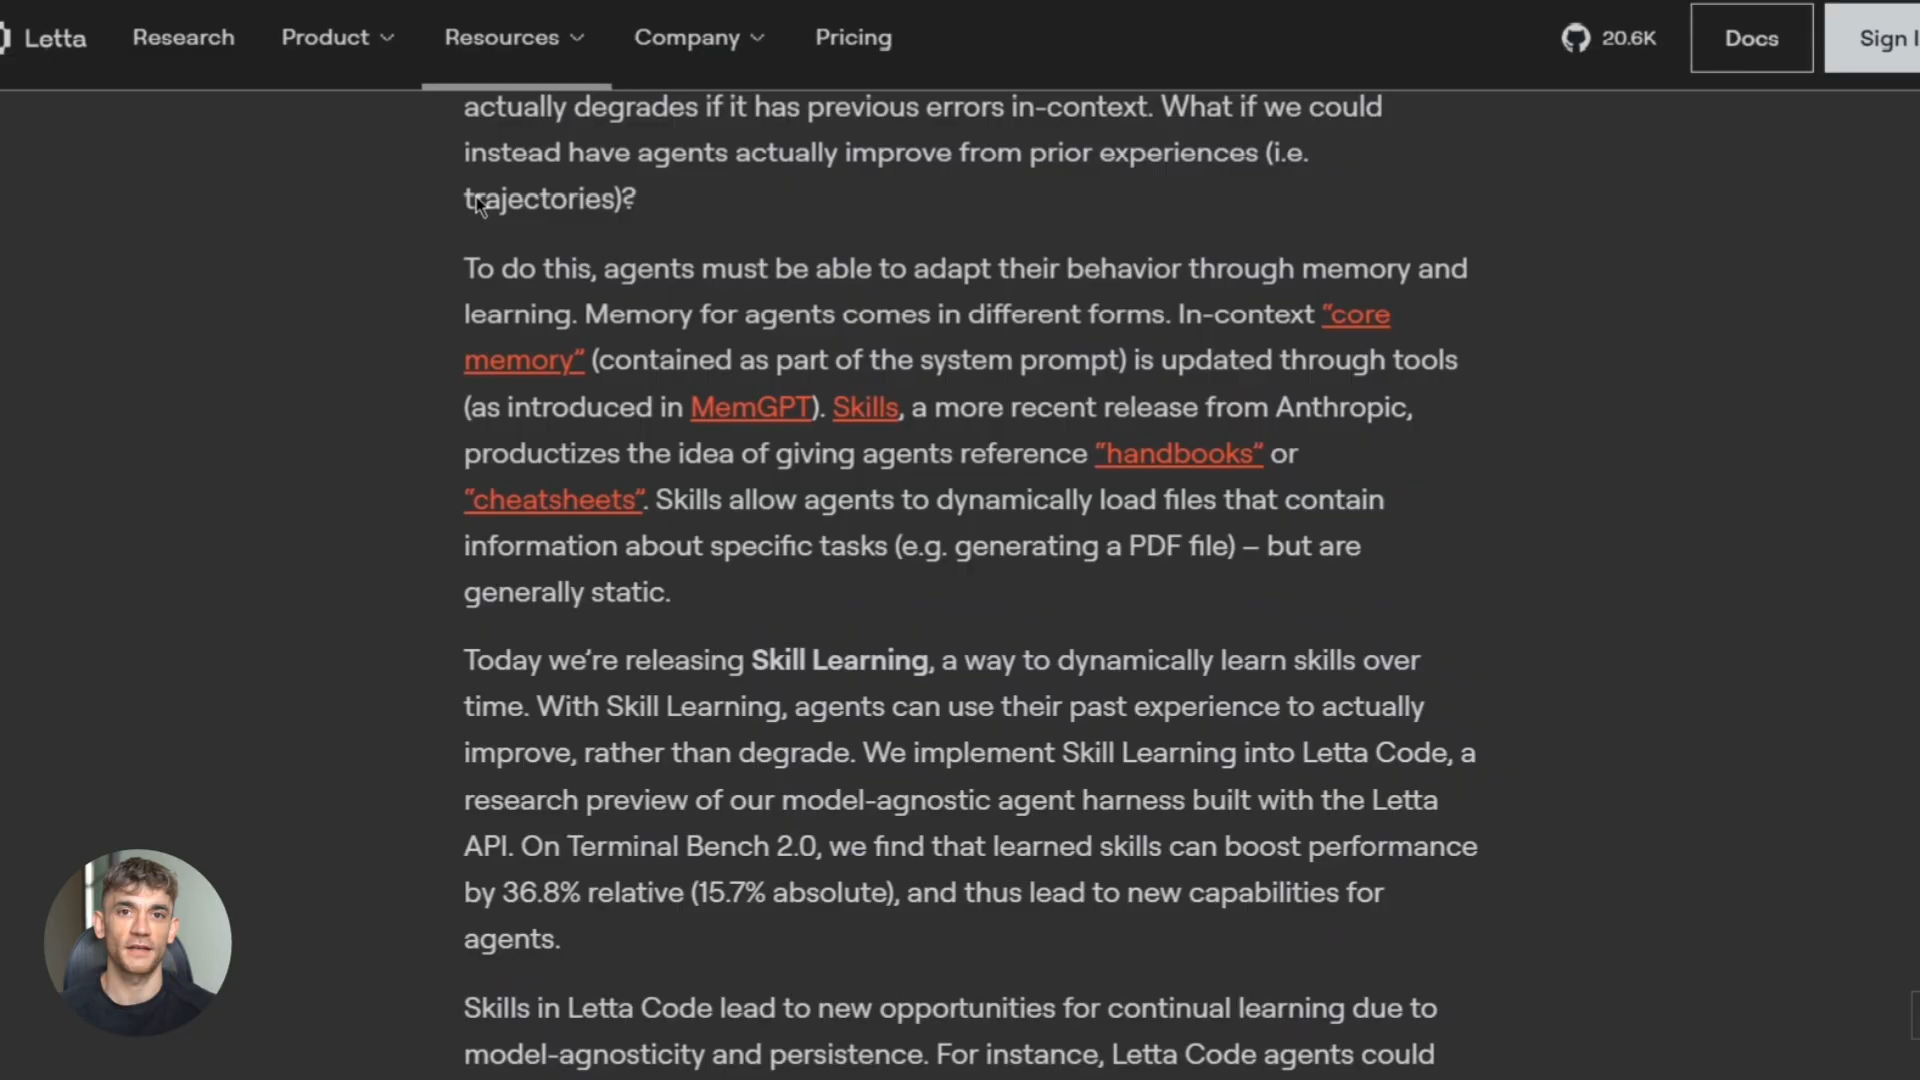 Letta
Research
Product
Resources
Company
Pricing
20.6K
Docs
Sign
actually degrades if it has previous errors in-context. What if we could
instead have agents actually improve from prior experiences (i.e.
trajectories)?
To do this, agents must be able to adapt their behavior through memory and
learning. Memory for agents comes in different forms. In-context “core
memory” (contained as part of the system prompt) is updated through tools
(as introduced in MemGPT). Skills, a more recent release from Anthropic,
productizes the idea of giving agents reference “handbooks” or
“cheatsheets”. Skills allow agents to dynamically load files that contain
information about specific tasks (e.g. generating a PDF file) – but are
generally static.
Today we’re releasing Skill Learning, a way to dynamically learn skills over
time. With Skill Learning, agents can use their past experience to actually
improve, rather than degrade. We implement Skill Learning into Letta Code, a
research preview of our model-agnostic agent harness built with the Letta
API. On Terminal Bench 2.0, we find that learned skills can boost performance
by 36.8% relative (15.7% absolute), and thus lead to new capabilities for
agents.
Skills in Letta Code lead to new opportunities for continual learning due to
model-agnosticity and persistence. For instance, Letta Code agents could